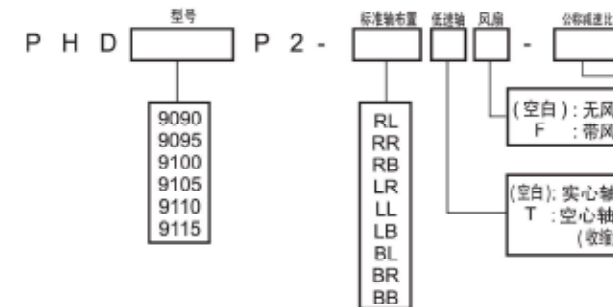 型号 标准轴布置 低速轴 风扇 公称减速比
P H D P 2 - -
9090
9095
9100
9105
9110
9115
RL
RR
RB
LR
LL
LB
BL
BR
BB
(空白)：无风
F ：带风
(空白)：实心轴
T ：空心轴
(收缩